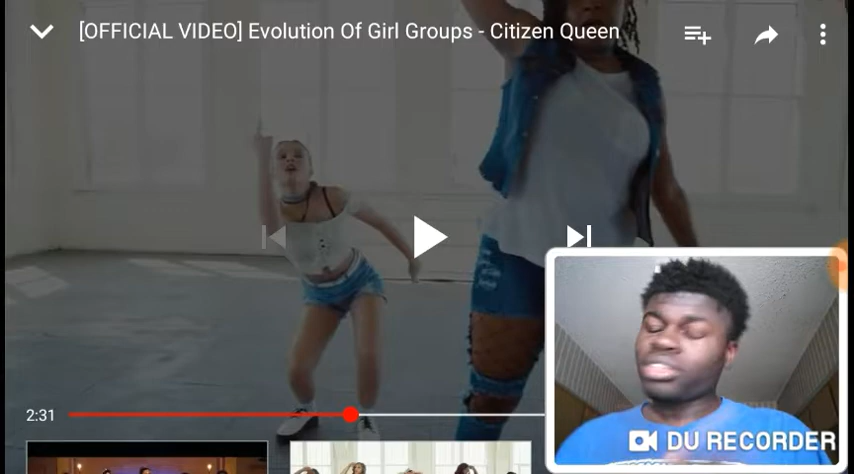 [OFFICIAL VIDEO] Evolution Of Girl Groups - Citizen Queen
2:31
DU RECORDER